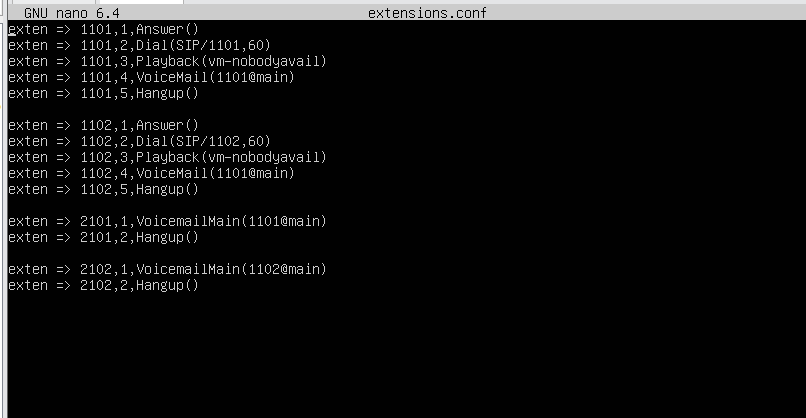 GNU nano 6.4 extensions.conf
exten => 1101,1,Answer()
exten => 1101,2,Dial(SIP/1101,60)
exten => 1101,3,Playback(vm-nobodyavail)
exten => 1101,4,VoiceMail(1101@main)
exten => 1101,5,Hangup()
exten => 1102,1,Answer()
exten => 1102,2,Dial(SIP/1102,60)
exten => 1102,3,Playback(vm-nobodyavail)
exten => 1102,4,VoiceMail(1101@main)
exten => 1102,5,Hangup()
exten => 2101,1,VoicemailMain(1101@main)
exten => 2101,2,Hangup()
exten => 2102,1,VoicemailMain(1102@main)
exten => 2102,2,Hangup()